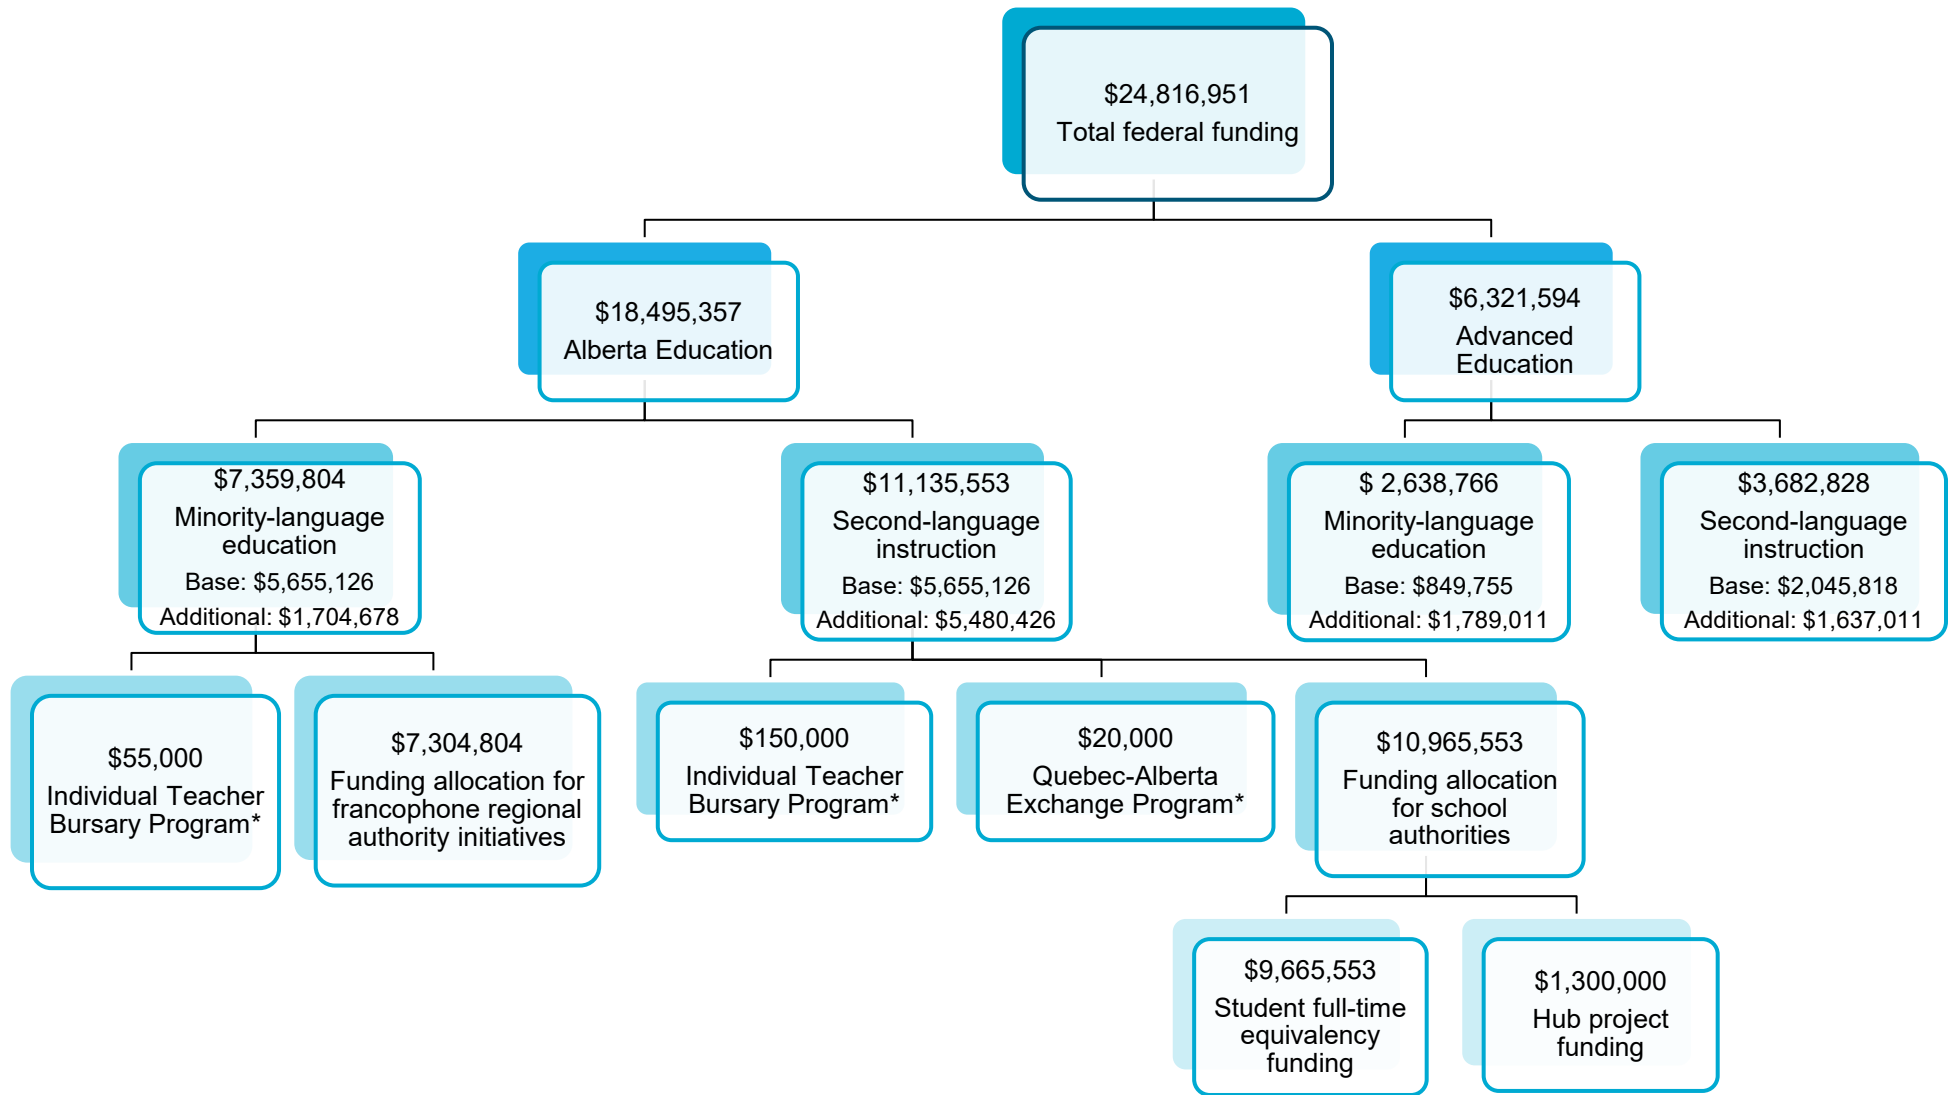 $24,816,951
Total federal funding
$18,495,357
Alberta Education
$6,321,594
Advanced
Education
$7,359,804
Minority-language
education
Base: $5,655,126
Additional: $1,704,678
$11,135,553
Second-language
instruction
Base: $5,655,126
Additional: $5,480,426
$ 2,638,766
Minority-language
education
Base: $849,755
Additional: $1,789,011
$3,682,828
Second-language
instruction
Base: $2,045,818
Additional: $1,637,011
$55,000
Individual Teacher
Bursary Program*
$7,304,804
Funding allocation for
francophone regional
authority initiatives
$150,000
Individual Teacher
Bursary Program*
$20,000
Quebec-Alberta
Exchange Program*
$10,965,553
Funding allocation
for school
authorities
$9,665,553
Student full-time
equivalency
funding
$1,300,000
Hub project
funding